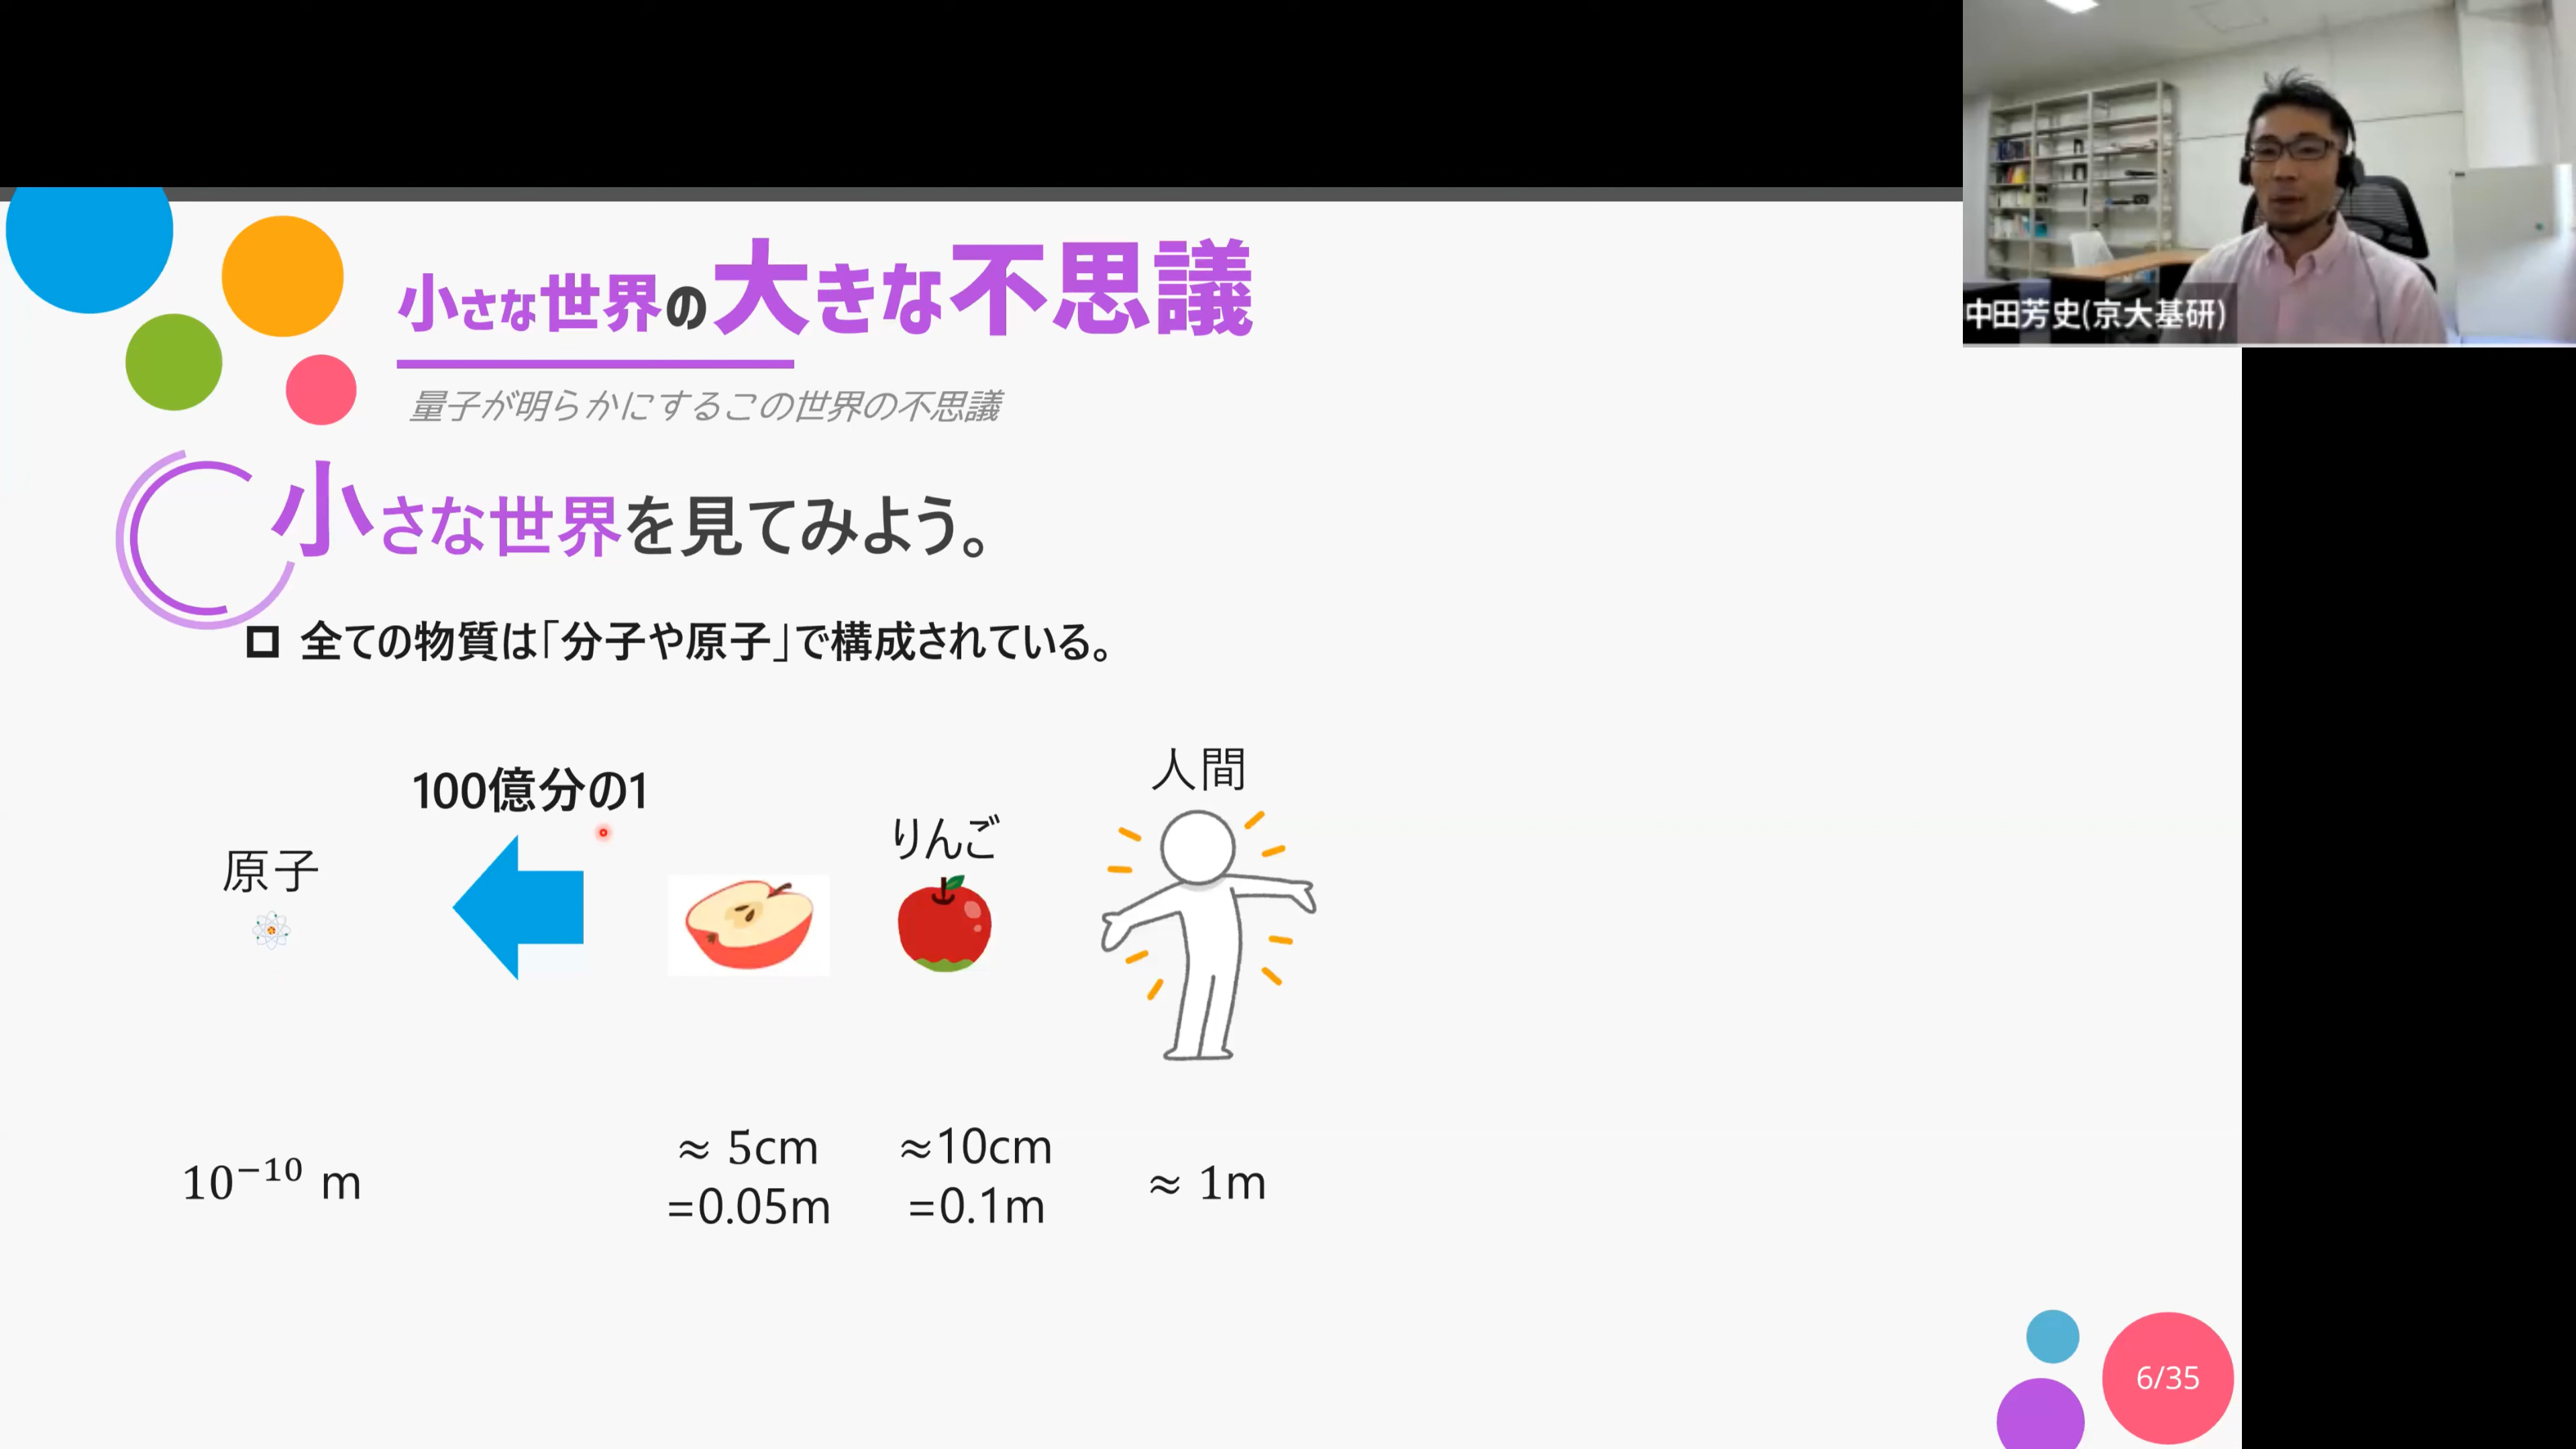 小さな世界の大きな不思議
量子が明らかにするこの世界の不思議
中田芳史(京大基研)
小さな世界を見てみよう。
全ての物質は「分子や原子」で構成されている。
100億分の1
原子
りんご
人間
10⁻¹⁰ m
≈ 5cm
=0.05m
≈10cm
=0.1m
≈ 1m
6/35